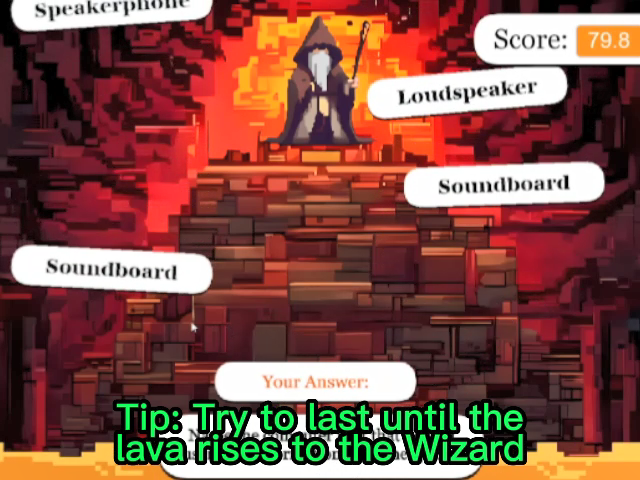 Speakerphone
Score: 79.8
Loudspeaker
Soundboard
Soundboard
Your Answer:
Tip: Try to last until the
lava rises to the Wizard